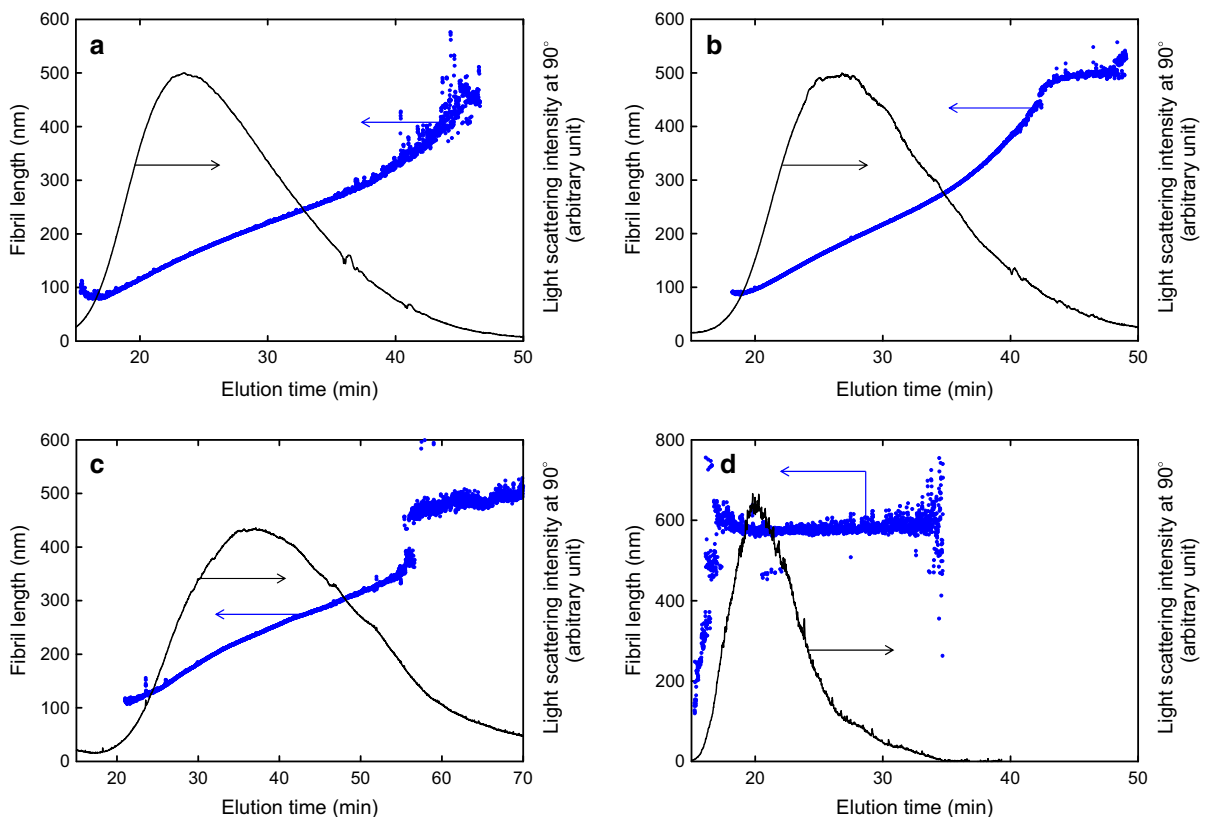 a
600
500
400
300
200
100
0
Fibril length (nm)
20
30
40
50
Elution time (min)
Light scattering intensity at 90°
(arbitrary unit)
b
600
500
400
300
200
100
0
Fibril length (nm)
20
30
40
50
Elution time (min)
Light scattering intensity at 90°
(arbitrary unit)
c
600
500
400
300
200
100
0
Fibril length (nm)
20
30
40
50
60
70
Elution time (min)
Light scattering intensity at 90°
(arbitrary unit)
d
800
600
400
200
0
Fibril length (nm)
20
30
40
50
Elution time (min)
Light scattering intensity at 90°
(arbitrary unit)